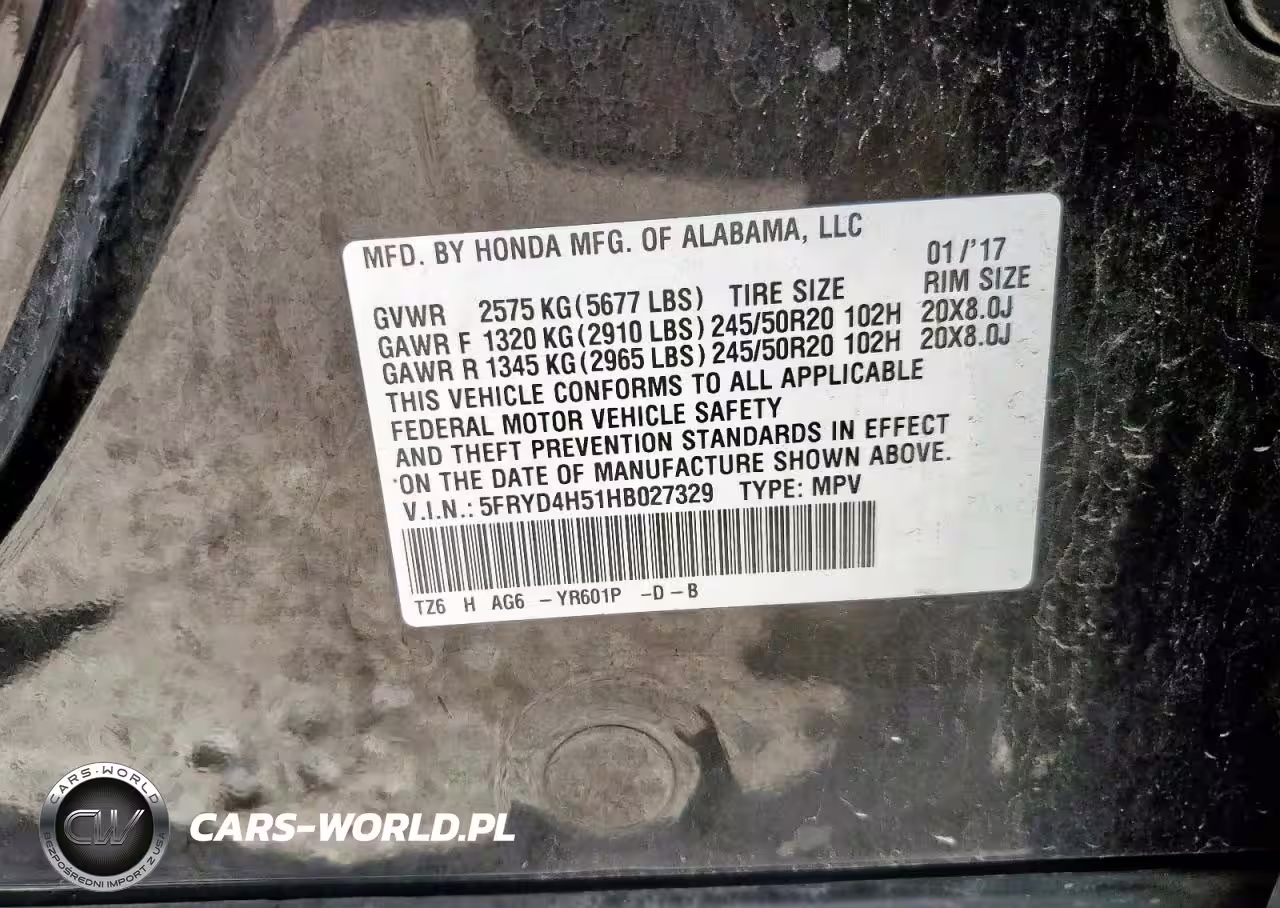 MFD. BY HONDA MFG. OF ALABAMA, LLC
01/'17
GVWR 2575 KG(5677 LBS) TIRE SIZE RIM SIZE
GAWR F 1320 KG(2910 LBS) 245/50R20 102H 20X8.0J
GAWR R 1345 KG(2965 LBS) 245/50R20 102H 20X8.0J
THIS VEHICLE CONFORMS TO ALL APPLICABLE
FEDERAL MOTOR VEHICLE SAFETY
AND THEFT PREVENTION STANDARDS IN EFFECT
ON THE DATE OF MANUFACTURE SHOWN ABOVE.
V.I.N.: 5FRYD4H51HB027329 TYPE: MPV
TZ6 H AG6 -YR601P -D-B
CARS-WORLD
CW
BEZPOŚREDNI IMPORT Z USA
CARS-WORLD.PL